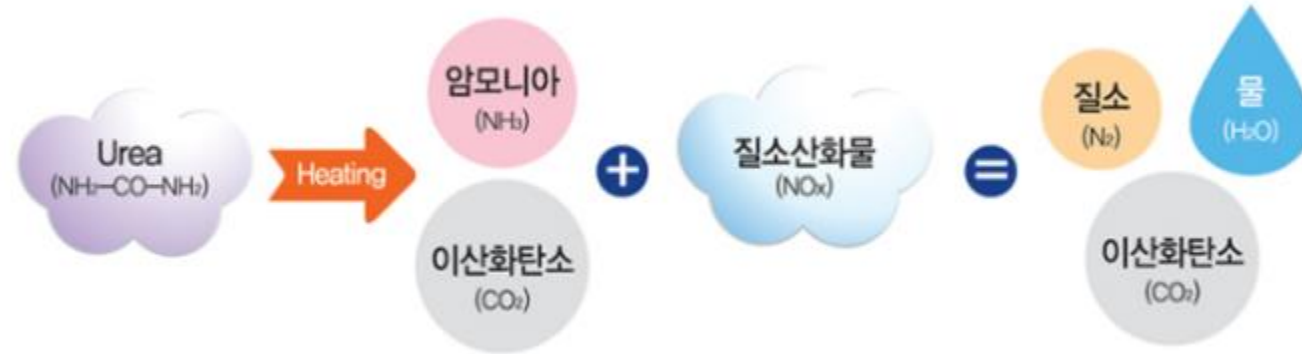 Urea
(NH₂–CO–NH₂)
Heating
암모니아
(NH₃)
이산화탄소
(CO₂)
+
질소산화물
(NOx)
=
질소
(N₂)
물
(H₂O)
이산화탄소
(CO₂)